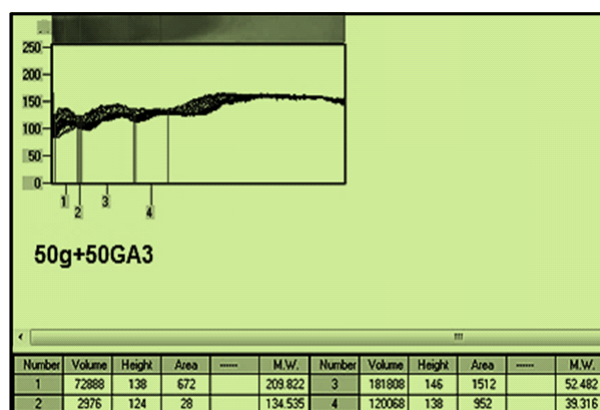 250
200
150
100
50
0
1
2
3
4
50g+50GA3
Number Volume Height Area ----- M.W. Number Volume Height Area ----- M.W.
1 72888 138 672 209.822 3 181808 146 1512 52.482
2 2976 124 28 134.535 4 120068 138 952 39.316